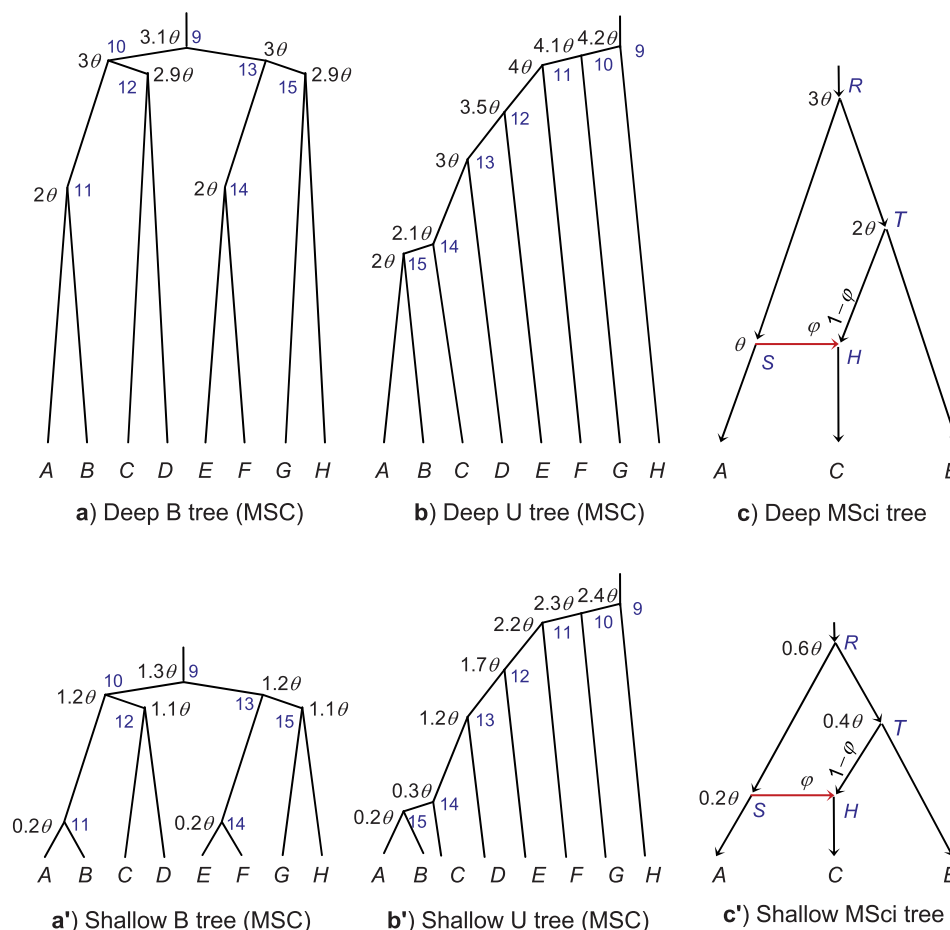 3.1θ 9
10 3θ
3θ 2.9θ 13 2.9θ
12 15
2θ 11 2θ 14
A B C D E F G H
a) Deep B tree (MSC)
4.1θ 4.2θ 9
4θ 11 10
3.5θ 12
3θ 13
2.1θ 14
2θ 15
A B C D E F G H
b) Deep U tree (MSC)
R
3θ
T
2θ
φ 1−φ
θ S H
A C B
c) Deep MSci tree
1.3θ 9
10 1.2θ
1.2θ 1.1θ 13 1.1θ
12 15
0.2θ 11 0.2θ 14
A B C D E F G H
a') Shallow B tree (MSC)
2.3θ 2.4θ 9
2.2θ 11 10
1.7θ 12
1.2θ 13
0.3θ 14
0.2θ 15
A B C D E F G H
b') Shallow U tree (MSC)
R
0.6θ
0.4θ T
φ 1−φ
0.2θ S H
A C B
c') Shallow MSci tree